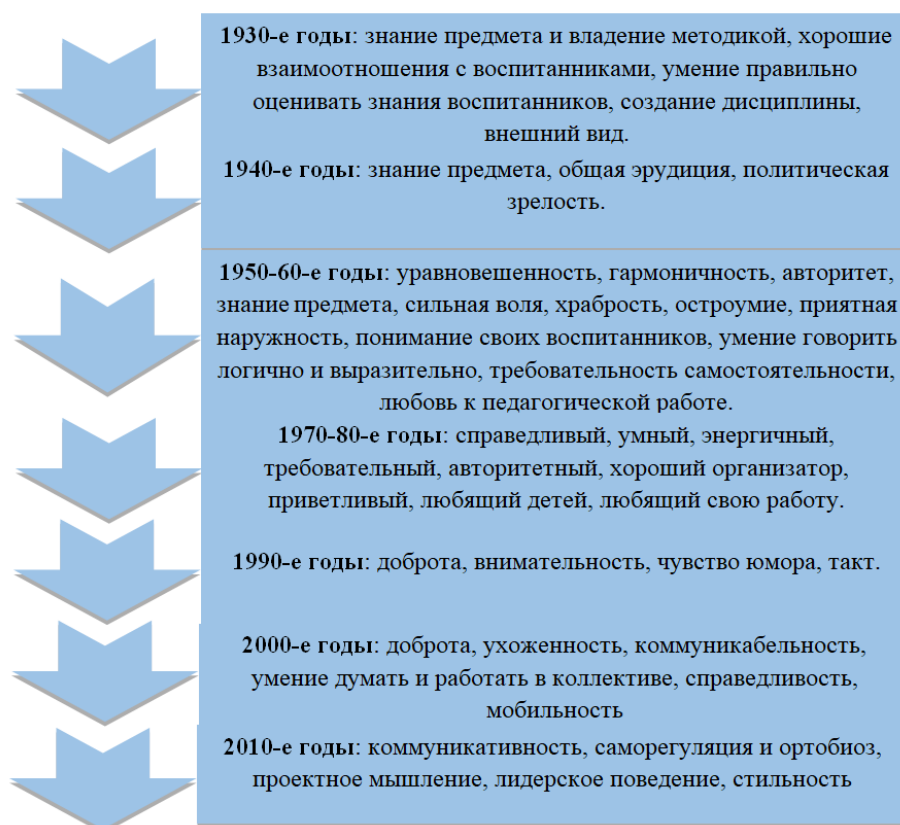 1930-е годы: знание предмета и владение методикой, хорошие
взаимоотношения с воспитанниками, умение правильно
оценивать знания воспитанников, создание дисциплины,
внешний вид.
1940-е годы: знание предмета, общая эрудиция, политическая
зрелость.
1950-60-е годы: уравновешенность, гармоничность, авторитет,
знание предмета, сильная воля, храбрость, остроумие, приятная
наружность, понимание своих воспитанников, умение говорить
логично и выразительно, требовательность самостоятельности,
любовь к педагогической работе.
1970-80-е годы: справедливый, умный, энергичный,
требовательный, авторитетный, хороший организатор,
приветливый, любящий детей, любящий свою работу.
1990-е годы: доброта, внимательность, чувство юмора, такт.
2000-е годы: доброта, ухоженность, коммуникабельность,
умение думать и работать в коллективе, справедливость,
мобильность
2010-е годы: коммуникативность, саморегуляция и ортобиоз,
проектное мышление, лидерское поведение, стильность